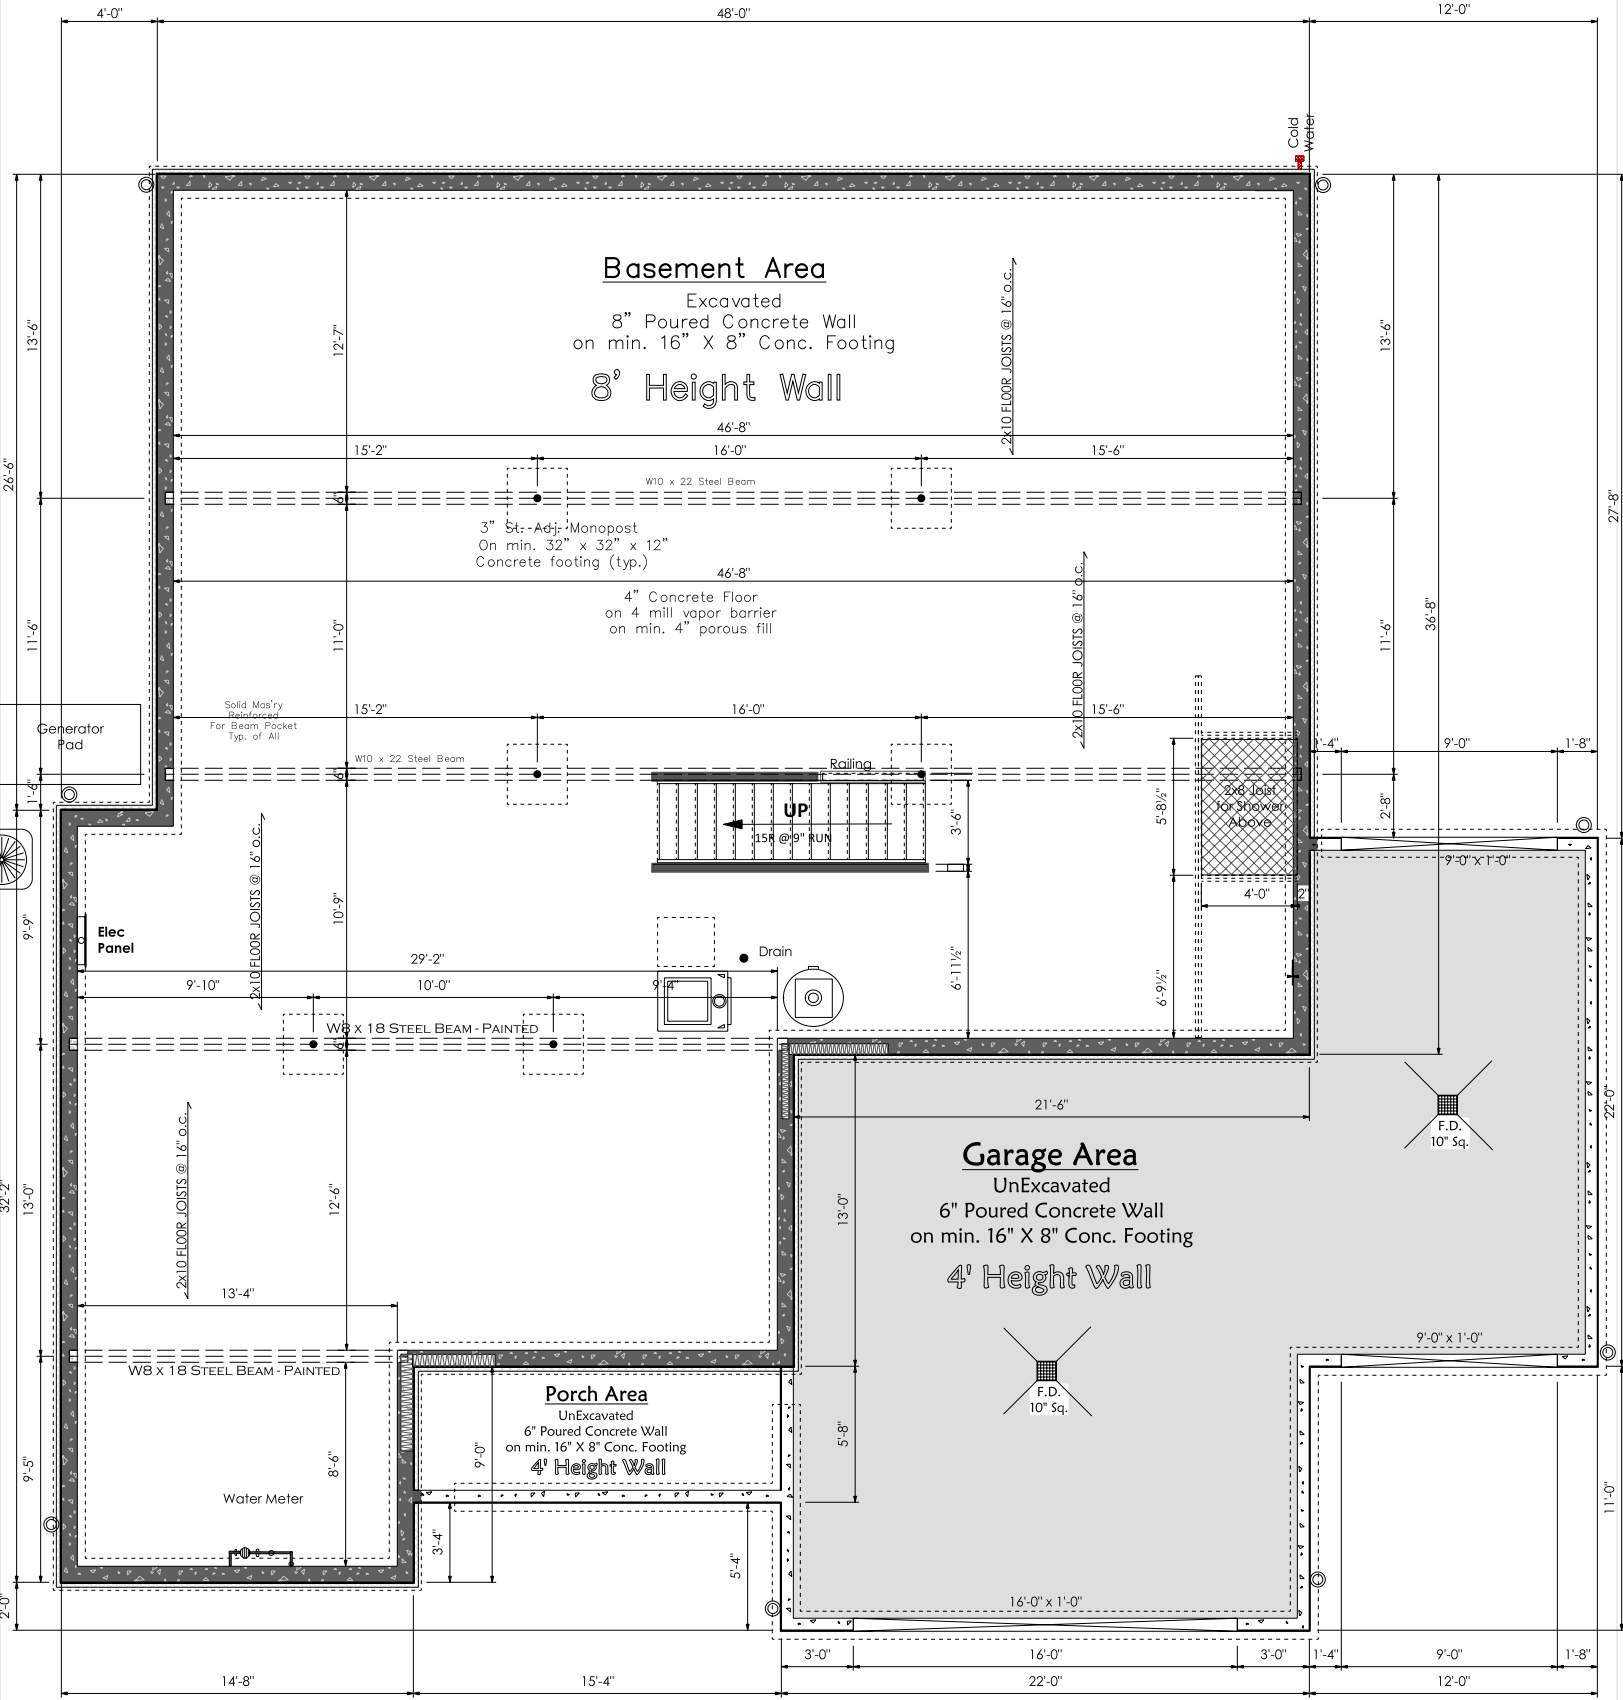 4'-0"
48'-0"
12'-0"
Cold
Water
Basement Area
Excavated
8" Poured Concrete Wall
on min. 16" X 8" Conc. Footing
8' Height Wall
2x10 FLOOR JOISTS @ 16" o.c.
13'-6"
12'-7"
13'-6"
46'-8"
15'-2"
16'-0"
15'-6"
26'-6"
27'-8"
W10 x 22 Steel Beam
6"
3" St. Adj. Monopost
On min. 32" x 32" x 12"
Concrete footing (typ.)
46'-8"
4" Concrete Floor
on 4 mill vapor barrier
on min. 4" porous fill
2x10 FLOOR JOISTS @ 16" o.c.
11'-6"
11'-0"
11'-6"
36'-8"
Solid Mas'ry
Reinforced
For Beam Pocket
Typ. of All
15'-2"
16'-0"
15'-6"
Generator
Pad
W10 x 22 Steel Beam
6"
Railing
1'-4"
9'-0"
1'-8"
1'-6"
UP
15R @ 9" RUN
3'-6"
5'-8½"
2x8 Joist
for Shower
Above
2'-8"
9'-0" x 1'-0"
4'-0"
2"
2x10 FLOOR JOISTS @ 16" o.c.
9'-9"
10'-9"
Elec
Panel
Drain
29'-2"
9'-10"
10'-0"
9'-4"
6'-11½"
6'-9½"
W8 x 18 Steel Beam - Painted
6"
21'-6"
22'-0"
F.D.
10" Sq.
Garage Area
UnExcavated
6" Poured Concrete Wall
on min. 16" X 8" Conc. Footing
4' Height Wall
2x10 FLOOR JOISTS @ 16" o.c.
32'-2"
13'-0"
12'-6"
13'-0"
13'-4"
9'-0" x 1'-0"
W8 x 18 Steel Beam - Painted
Porch Area
UnExcavated
6" Poured Concrete Wall
on min. 16" X 8" Conc. Footing
4' Height Wall
F.D.
10" Sq.
9'-5"
8'-6"
9'-0"
5'-8"
11'-0"
Water Meter
3'-4"
5'-4"
2'-0"
16'-0" x 1'-0"
3'-0"
16'-0"
3'-0"
1'-4"
9'-0"
1'-8"
14'-8"
15'-4"
22'-0"
12'-0"